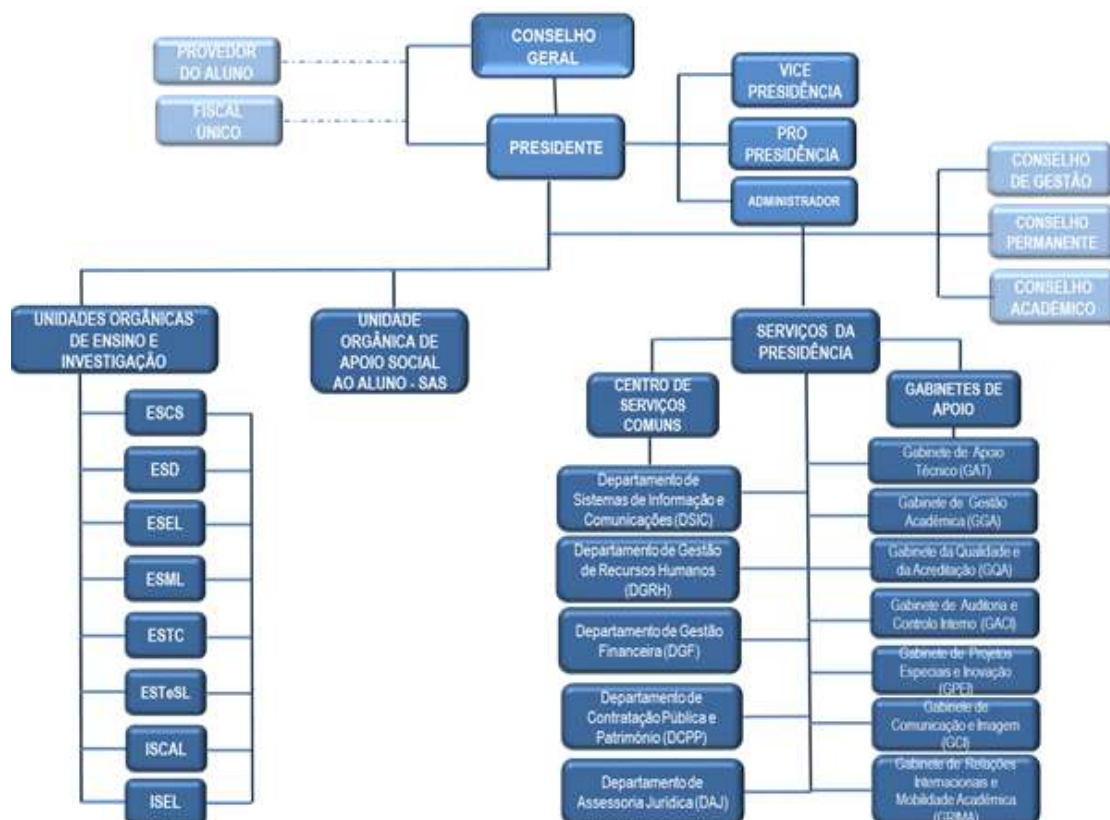 CONSELHO
GERAL
PROVEDOR
DO ALUNO
FISCAL
ÚNICO
PRESIDENTE
VICE
PRESIDÊNCIA
PRO
PRESIDÊNCIA
ADMINISTRADOR
CONSELHO
DE GESTÃO
CONSELHO
PERMANENTE
CONSELHO
ACADÉMICO
UNIDADES ORGÂNICAS
DE ENSINO E
INVESTIGAÇÃO
ESCS
ESD
ESEL
ESML
ESTC
ESTeSL
ISCAL
ISEL
UNIDADE
ORGÂNICA DE
APOIO SOCIAL
AO ALUNO - SAS
SERVIÇOS DA
PRESIDÊNCIA
CENTRO DE
SERVIÇOS
COMUNS
Departamento de
Sistemas de Informação e
Comunicações (DSIC)
Departamento de Gestão
de Recursos Humanos
(DGRH)
Departamento de Gestão
Financeira (DGF)
Departamento de
Contratação Pública e
Património (DCPP)
Departamento de
Assessoria Jurídica (DAJ)
GABINETES DE
APOIO
Gabinete de Apoio
Técnico (GAT)
Gabinete de Gestão
Académica (GGA)
Gabinete da Qualidade e
da Acreditação (GQA)
Gabinete de Auditoria e
Controlo Interno (GACI)
Gabinete de Projetos
Especiais e Inovação
(GPEI)
Gabinete de
Comunicação e Imagem
(GCI)
Gabinete de Relações
Internacionais e
Mobilidade Académica
(GRIMA)